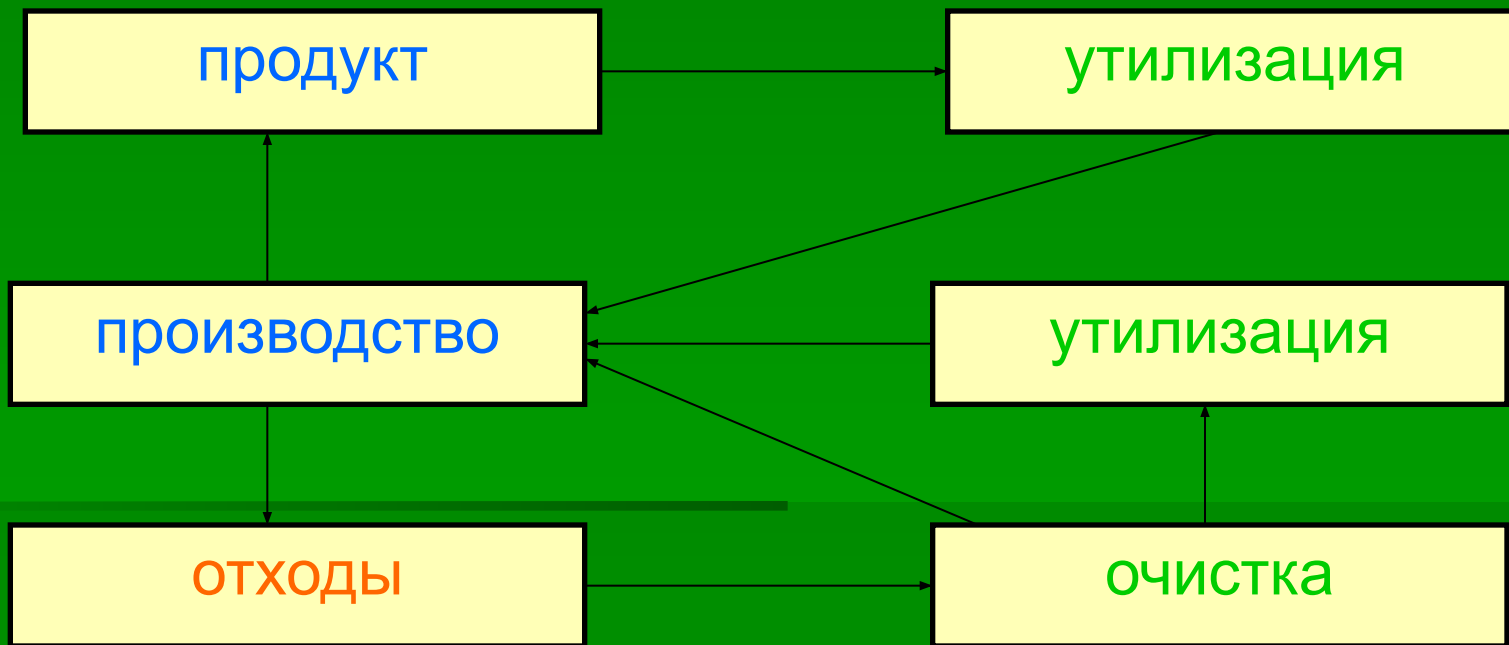 продукт
утилизация
производство
утилизация
отходы
очистка